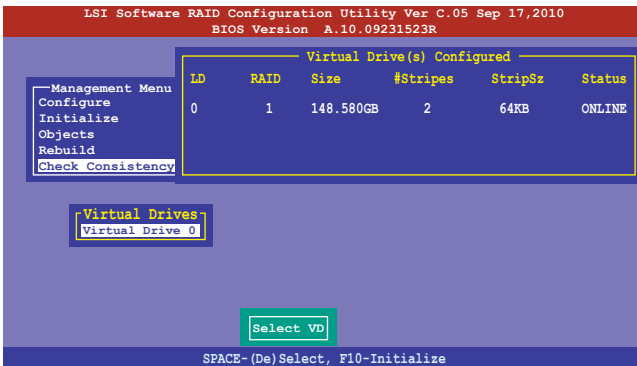 LSI Software RAID Configuration Utility Ver C.05 Sep 17,2010
BIOS Version A.10.09231523R
Virtual Drive(s) Configured
LD RAID Size #Stripes StripSz Status
0 1 148.580GB 2 64KB ONLINE
Management Menu
Configure
Initialize
Objects
Rebuild
Check Consistency
Virtual Drives
Virtual Drive 0
Select VD
SPACE-(De)Select, F10-Initialize